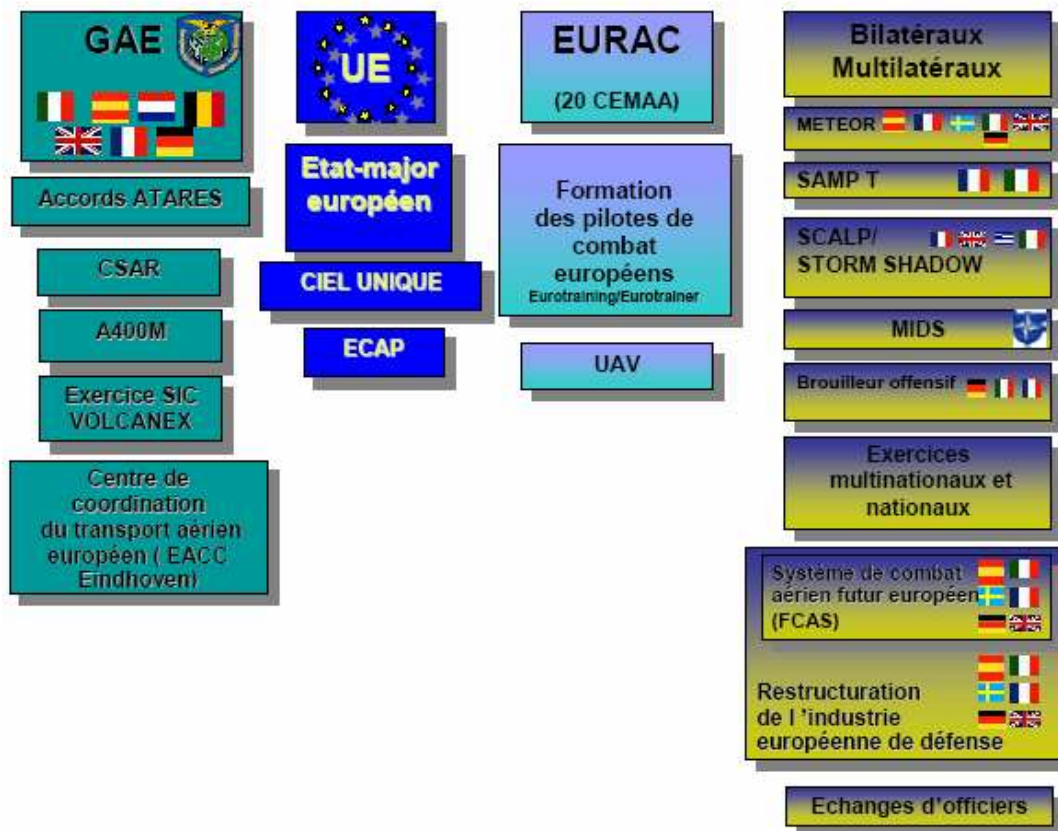 GAE
Accords ATARES
CSAR
A400M
Exercice SIC
VOLCANEX
Centre de
coordination
du transport aérien
européen ( EACC
Eindhoven)
UE
Etat-major
européen
CIEL UNIQUE
ECAP
EURAC
(20 CEMAA)
Formation
des pilotes de
combat
européens
Eurotraining/Eurotrainer
UAV
Bilatéraux
Multilatéraux
METEOR
SAMP T
SCALP/
STORM SHADOW
MIDS
Brouilleur offensif
Exercices
multinationaux et
nationaux
Système de combat
aérien futur européen
(FCAS)
Restructuration
de l ’industrie
européenne de défense
Echanges d’officiers